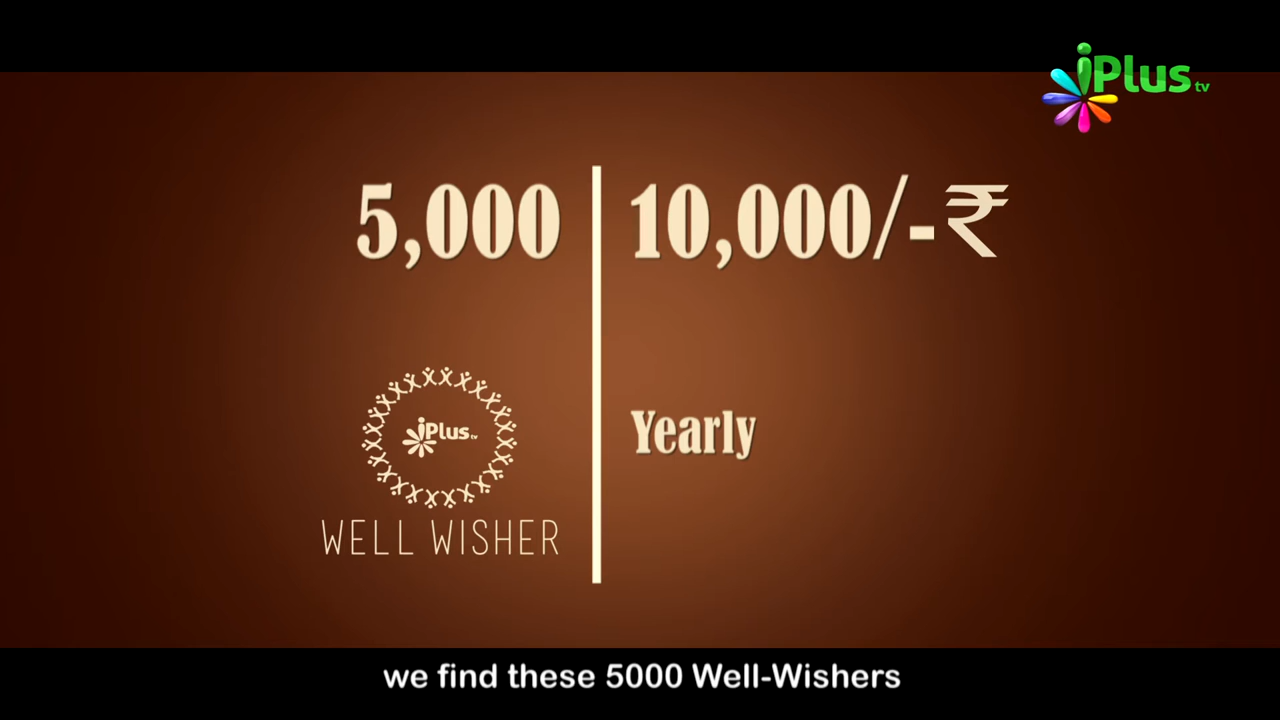 iPlus tv
5,000
10,000/-₹
iPlus tv
WELL WISHER
Yearly
we find these 5000 Well-Wishers